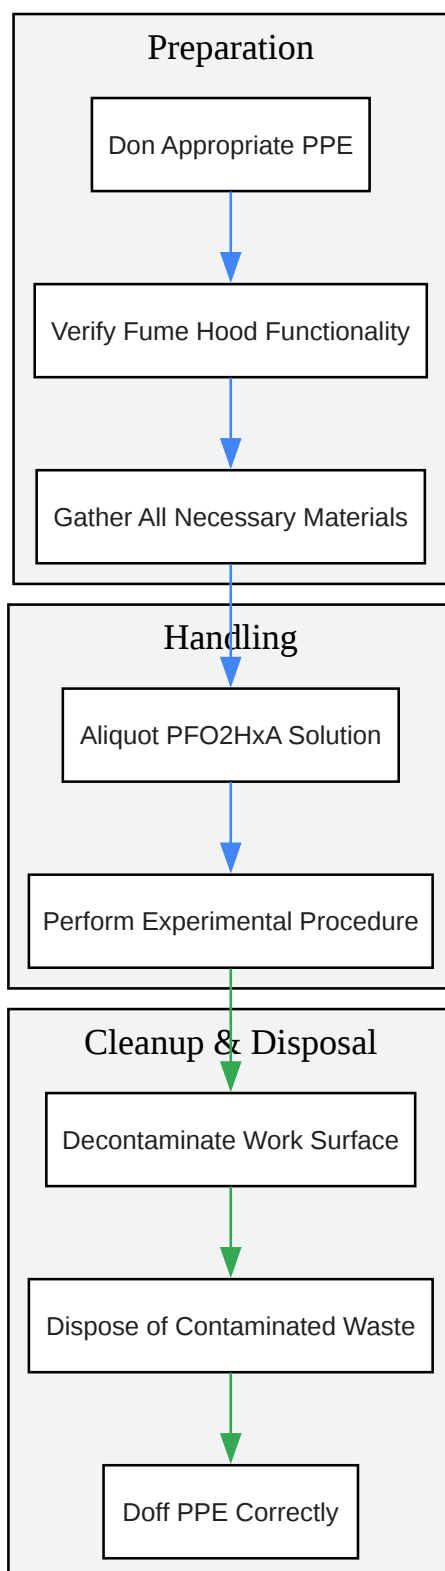 Preparation
Don Appropriate PPE
Verify Fume Hood Functionality
Gather All Necessary Materials
Handling
Aliquot PFO2HxA Solution
Perform Experimental Procedure
Cleanup & Disposal
Decontaminate Work Surface
Dispose of Contaminated Waste
Doff PPE Correctly